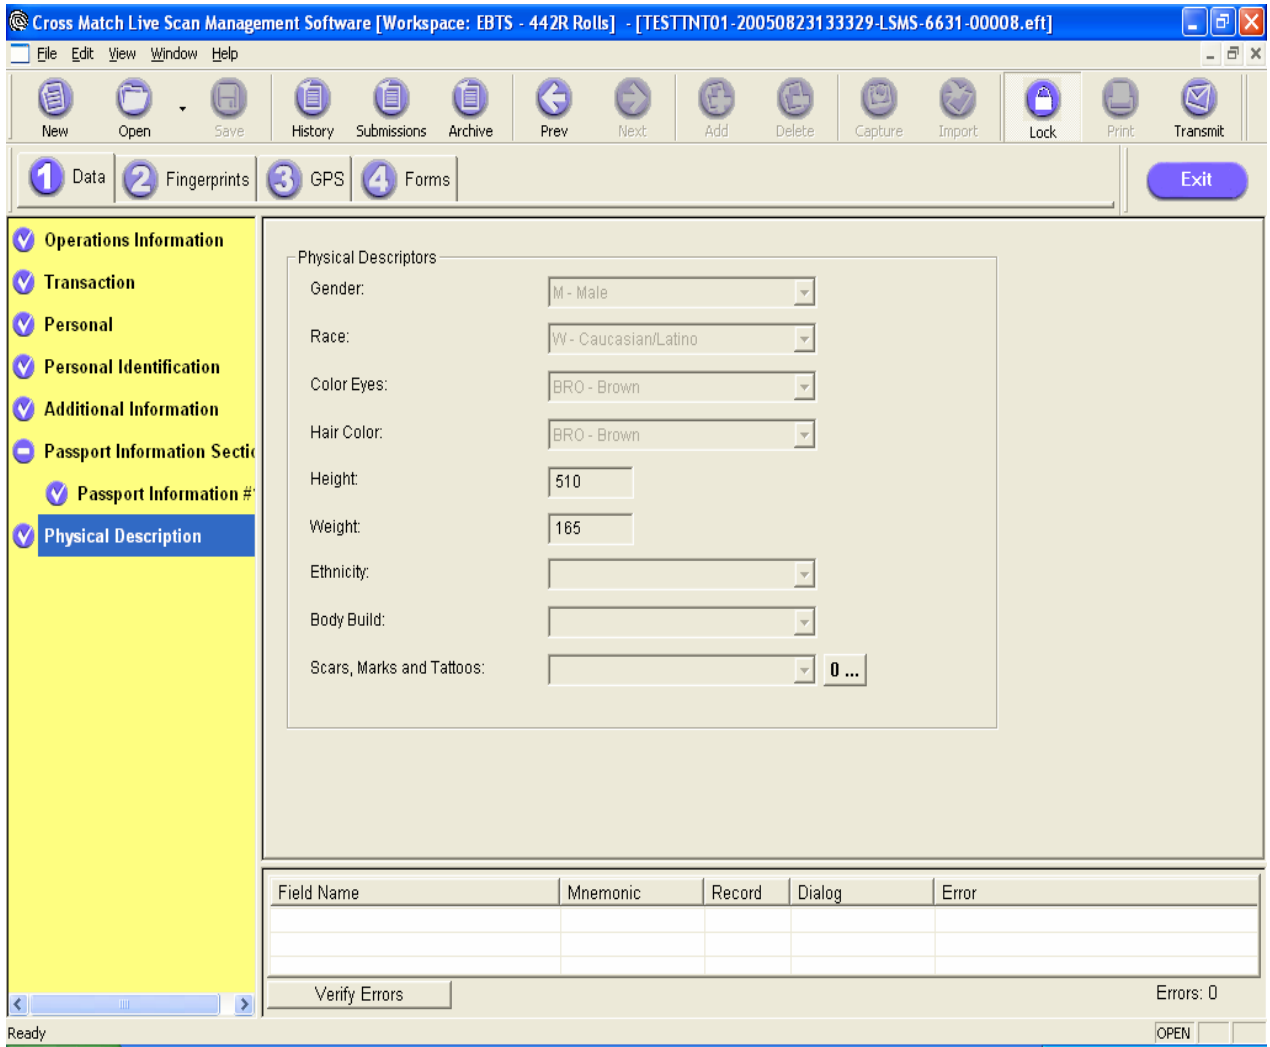 Cross Match Live Scan Management Software [Workspace: EBTS - 442R Rolls] - [TESTTNT01-20050823133329-LSMS-6631-00008.eft]
File Edit View Window Help
New Open Save History Submissions Archive Prev Next Add Delete Capture Import Lock Print Transmit
1 Data 2 Fingerprints 3 GPS 4 Forms Exit
Operations Information
Transaction
Personal
Personal Identification
Additional Information
Passport Information Sectio
Passport Information #1
Physical Description
Physical Descriptors
Gender: M - Male
Race: W - Caucasian/Latino
Color Eyes: BRO - Brown
Hair Color: BRO - Brown
Height: 510
Weight: 165
Ethnicity:
Body Build:
Scars, Marks and Tattoos: 0 ...
Field Name Mnemonic Record Dialog Error
Verify Errors Errors: 0
Ready OPEN